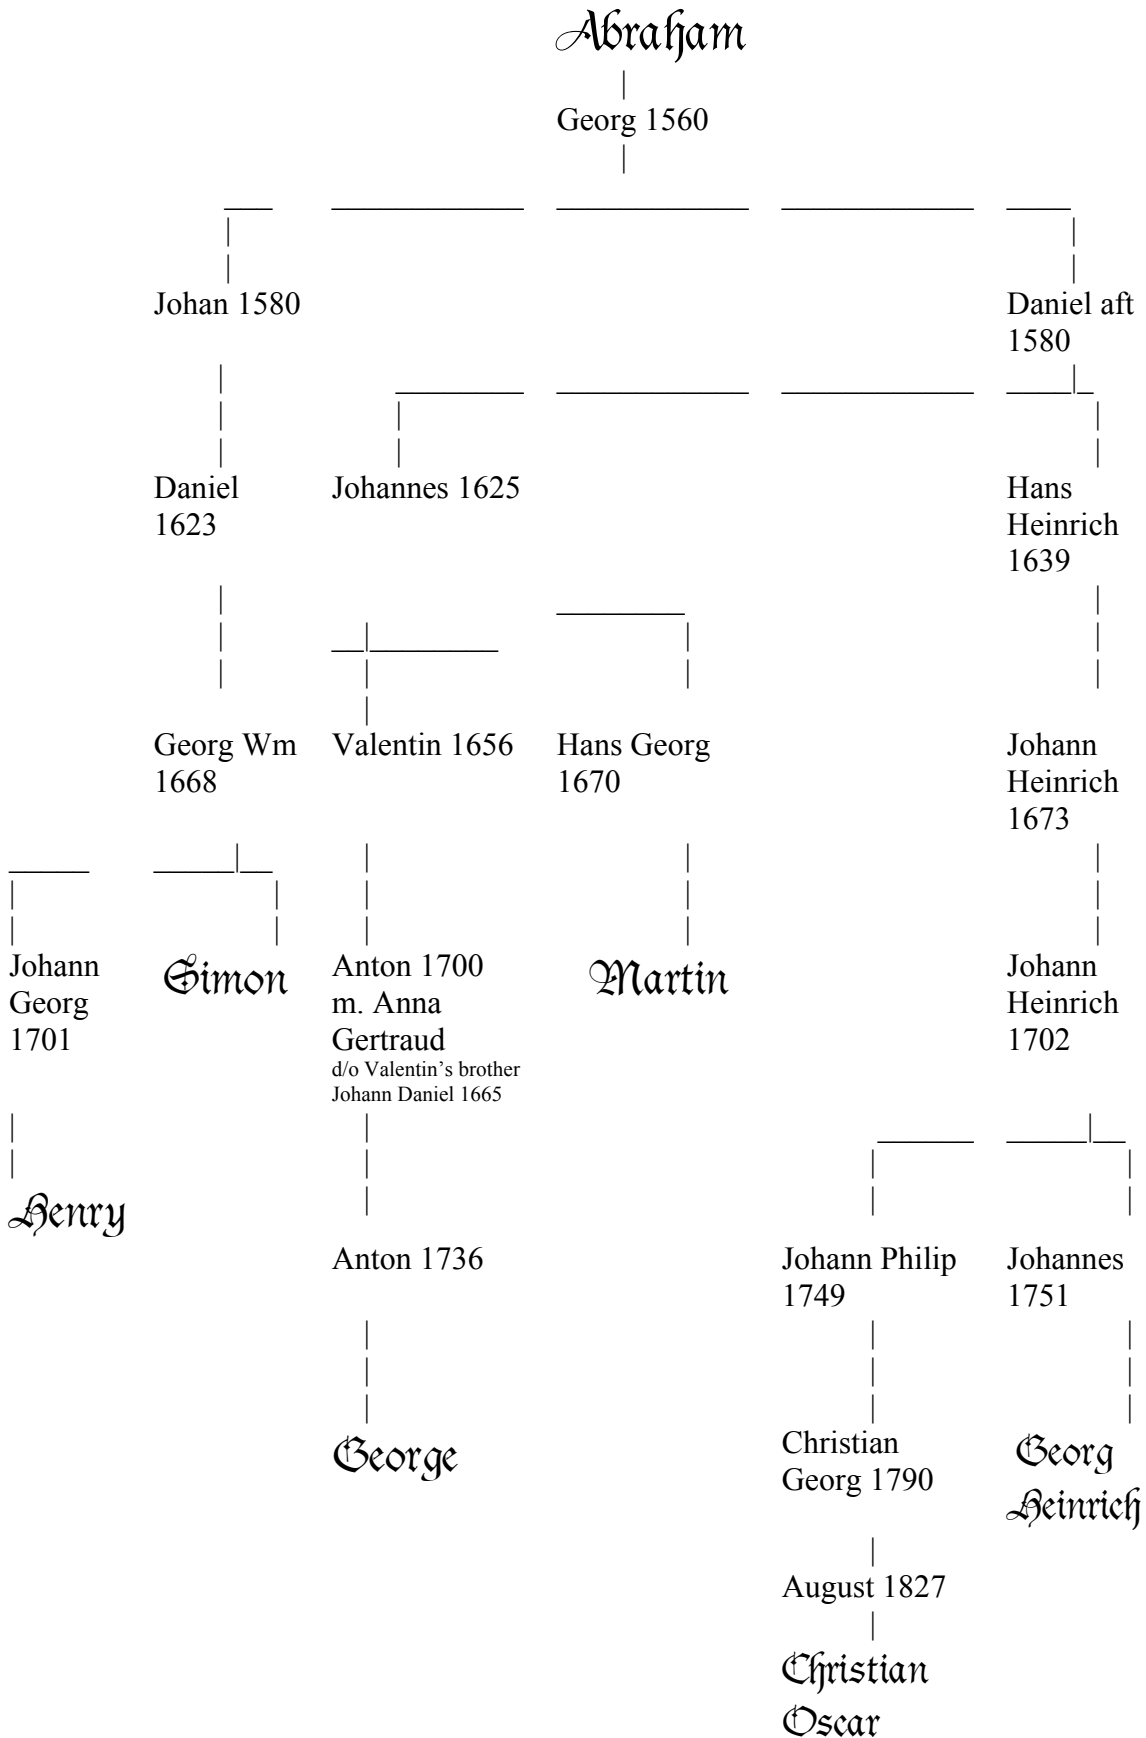 Abraham
Georg 1560
Johan 1580
Daniel aft
1580
Daniel
1623
Johannes 1625
Hans
Heinrich
1639
Georg Wm
1668
Valentin 1656
Hans Georg
1670
Johann
Heinrich
1673
Johann
Georg
1701
Simon
Anton 1700
m. Anna
Gertraud
d/o Valentin’s brother
Johann Daniel 1665
Martin
Johann
Heinrich
1702
Henry
Anton 1736
Johann Philip
1749
Johannes
1751
George
Christian
Georg 1790
Georg
Heinrich
August 1827
Christian
Oscar